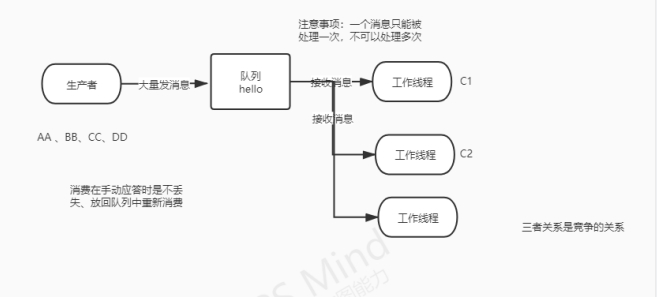 注意事项：一个消息只能被
处理一次，不可以处理多次
生产者
大量发消息
队列
hello
接收消息
工作线程
C1
接收消息
AA 、BB、CC、DD
工作线程
C2
消费在手动应答时是不丢
失、放回队列中重新消费
工作线程
三者关系是竞争的关系
Mind